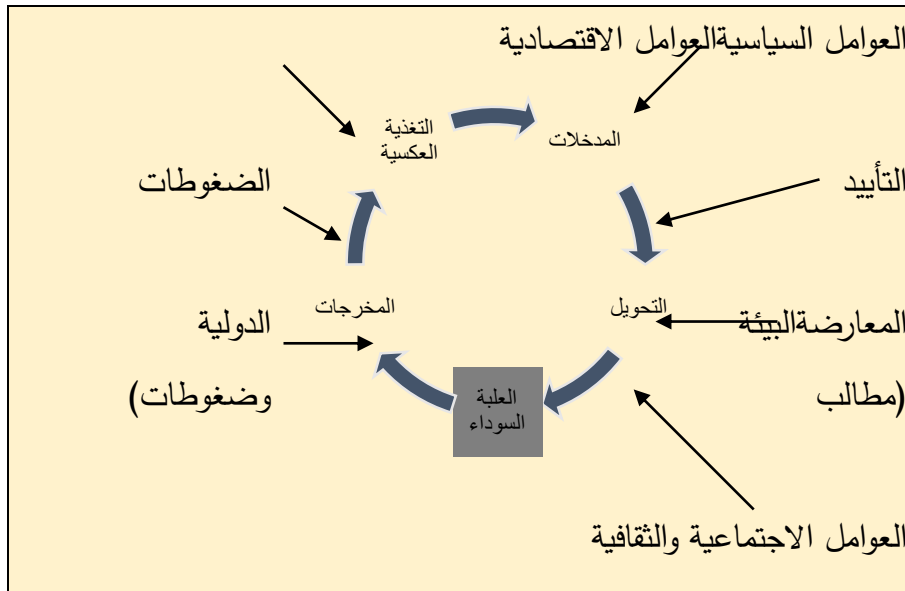 العوامل السياسيةالعوامل الاقتصادية
المدخلات
التغذية
العكسية
التأييد
الضغوطات
التحويل
المخرجات
المعارضةالبيئة
الدولية
(مطالب
وضغوطات)
العلبة
السوداء
العوامل الاجتماعية والثقافية